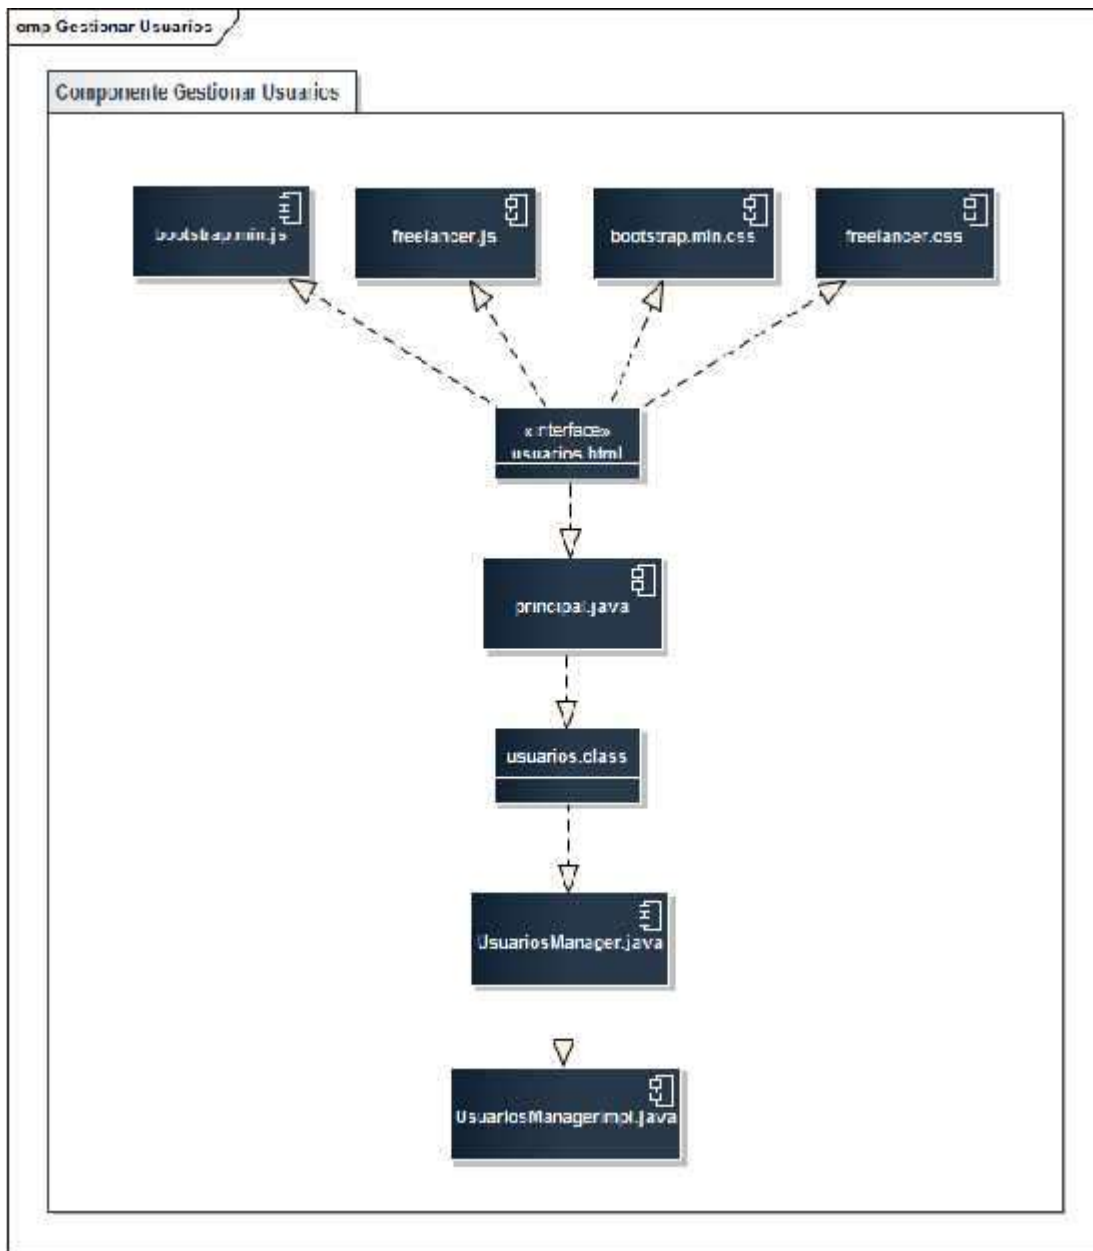 cmp Gestionar Usuarios
Componente Gestionar Usuarios
bootstrap.min.js
freelancer.js
bootstrap.min.css
freelancer.css
«interface»
usuarios.html
principal.java
usuarios.class
UsuariosManager.java
UsuariosManagerImpl.java